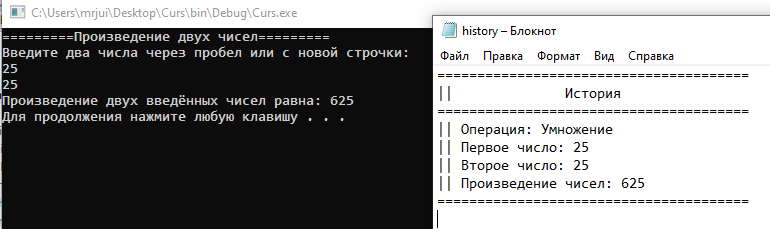 C:\Users\mrjui\Desktop\Curs\bin\Debug\Curs.exe
=========Произведение двух чисел=========
Введите два числа через пробел или с новой строчки:
25
25
Произведение двух введённых чисел равна: 625
Для продолжения нажмите любую клавишу . . .
history – Блокнот
Файл Правка Формат Вид Справка
=======================================
|| История
=======================================
|| Операция: Умножение
|| Первое число: 25
|| Второе число: 25
|| Произведение чисел: 625
=======================================